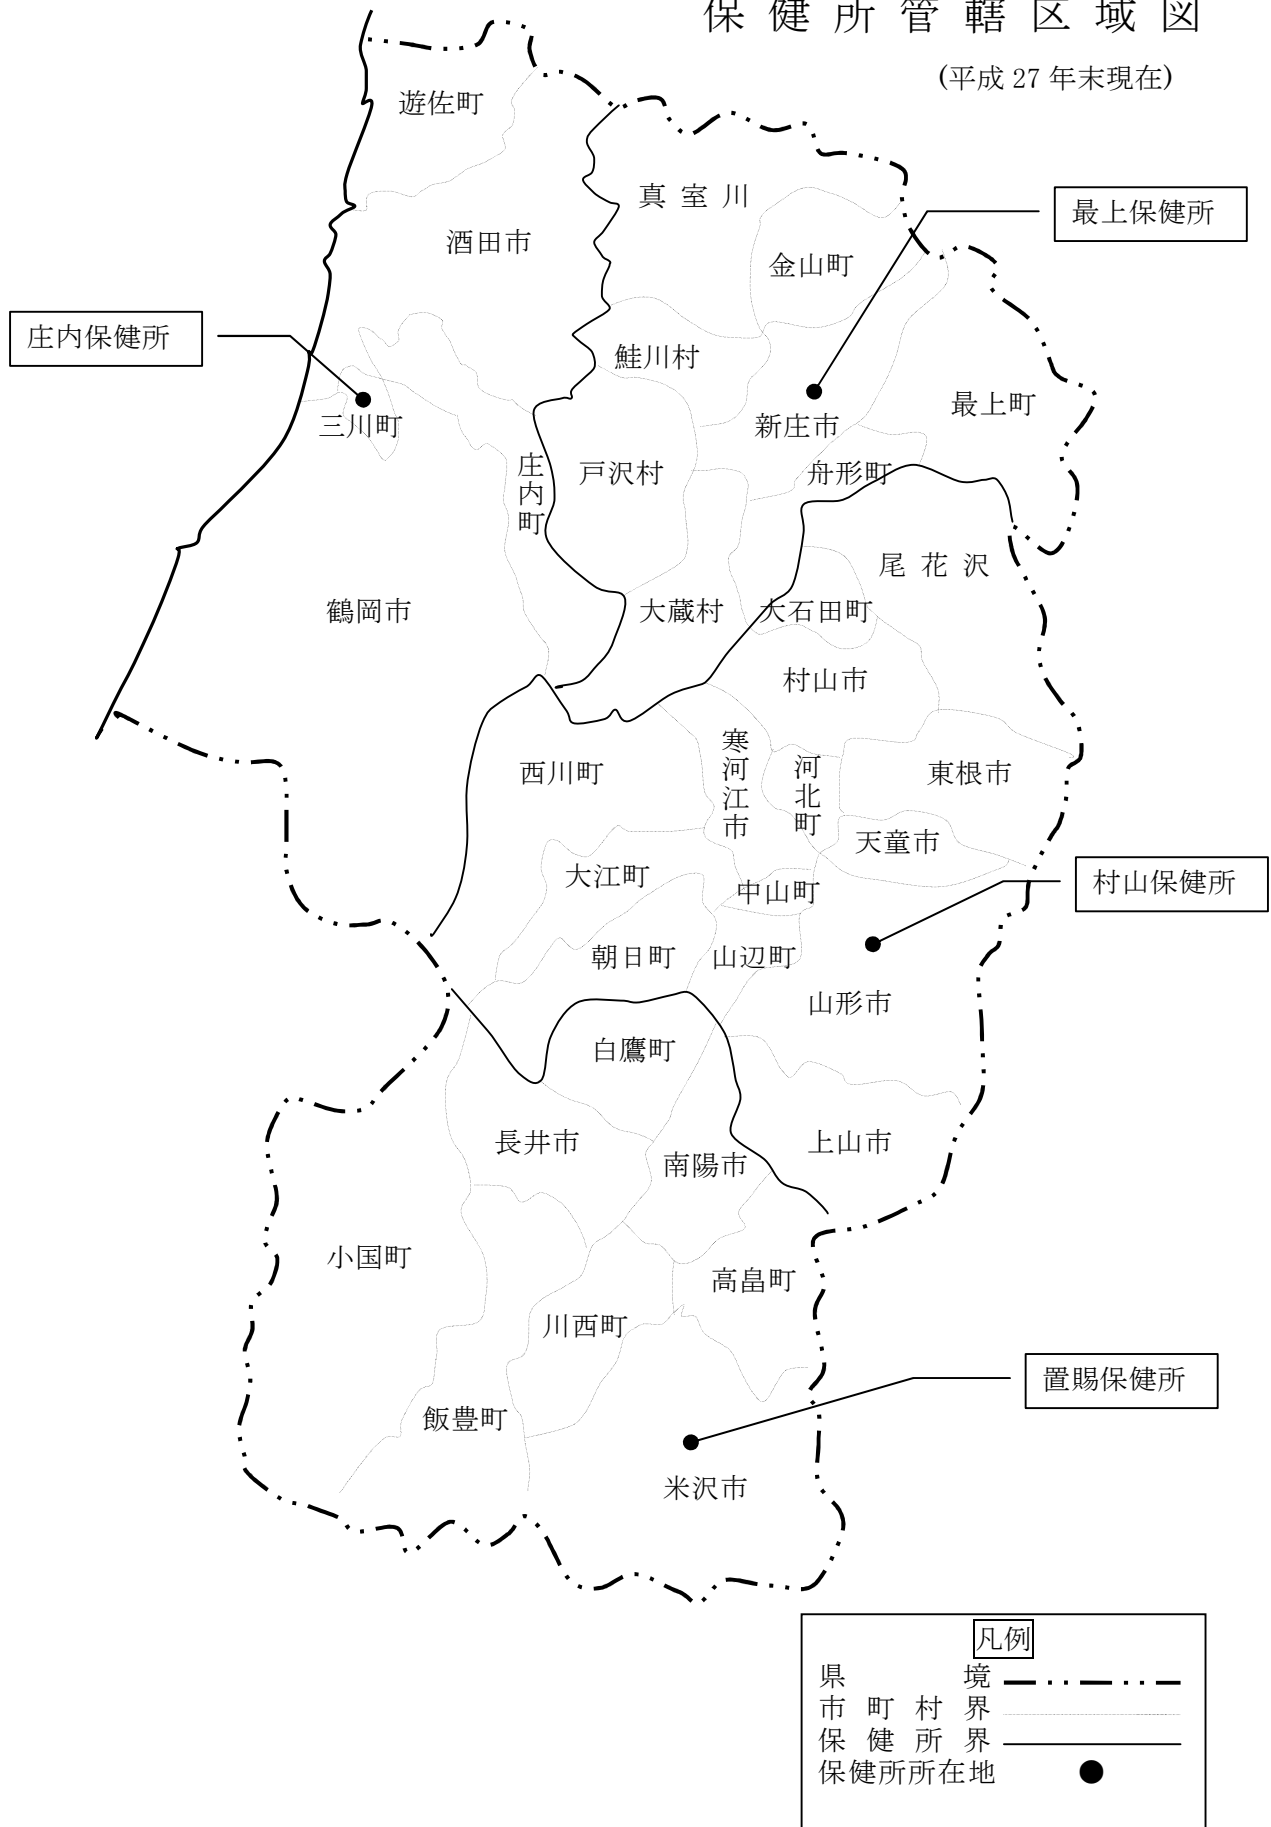 保健所管轄区域図
(平成 27 年末現在)
遊佐町
真室川
最上保健所
酒田市
金山町
庄内保健所
鮭川村
最上町
三川町
新庄市
庄内町
戸沢村
舟形町
尾花沢
鶴岡市
大蔵村
大石田町
村山市
寒河江市
西川町
河北町
東根市
天童市
大江町
中山町
村山保健所
朝日町
山辺町
山形市
白鷹町
長井市
上山市
南陽市
小国町
高畠町
川西町
置賜保健所
飯豊町
米沢市
凡例
県境
市町村界
保健所界
保健所所在地